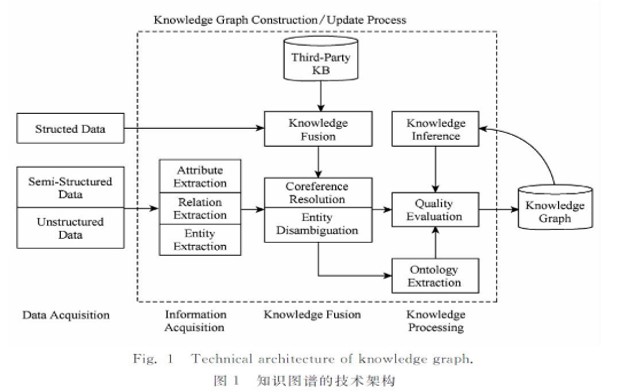 Knowledge Graph Construction/Update Process
Third-Party
KB
Structed Data
Knowledge
Fusion
Knowledge
Inference
Semi-Structured
Data
Unstructured
Data
Attribute
Extraction
Relation
Extraction
Entity
Extraction
Coreference
Resolution
Entity
Disambiguation
Quality
Evaluation
Knowledge
Graph
Ontology
Extraction
Data Acquisition
Information
Acquisition
Knowledge Fusion
Knowledge
Processing
Fig. 1 Technical architecture of knowledge graph.
图1 知识图谱的技术架构